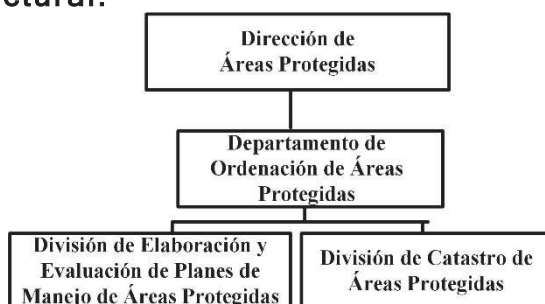 ctural.
Dirección de
Áreas Protegidas
Departamento de
Ordenación de Áreas
Protegidas
División de Elaboración y
Evaluación de Planes de
Manejo de Áreas Protegidas
División de Catastro de
Áreas Protegidas